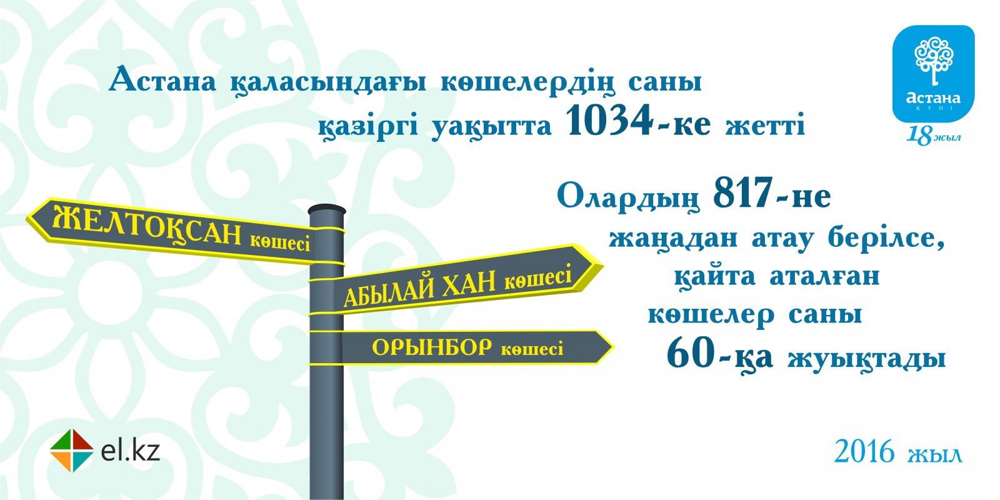 Астана қаласындағы көшелердің саны
қазіргі уақытта 1034-ке жетті
астана
КҮНІ
18 жыл
Олардың 817-не
жаңадан атау берілсе,
қайта аталған
көшелер саны
60-қа жуықтады
ЖЕЛТОҚСАН көшесі
АБЫЛАЙ ХАН көшесі
ОРЫНБОР көшесі
el.kz
2016 жыл